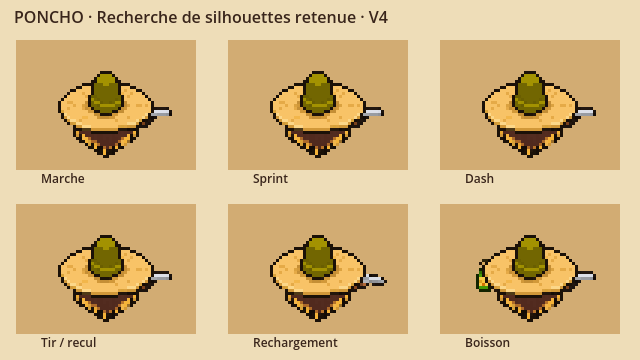 PONCHO · Recherche de silhouettes retenue · V4
Marche
Sprint
Dash
Tir / recul
Rechargement
Boisson